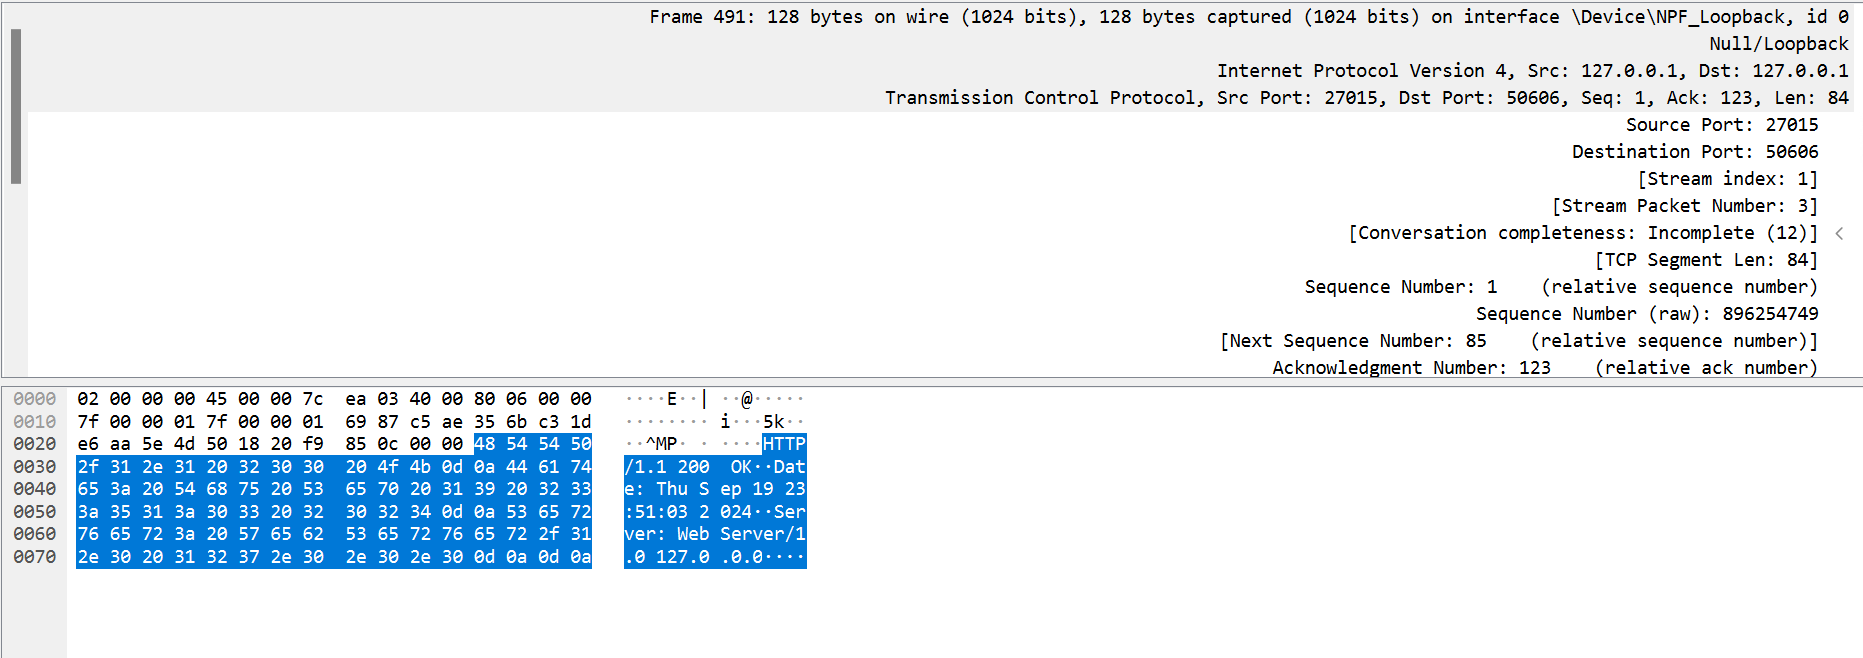 Frame 491: 128 bytes on wire (1024 bits), 128 bytes captured (1024 bits) on interface \Device\NPF_Loopback, id 0
Null/Loopback
Internet Protocol Version 4, Src: 127.0.0.1, Dst: 127.0.0.1
Transmission Control Protocol, Src Port: 27015, Dst Port: 50606, Seq: 1, Ack: 123, Len: 84
Source Port: 27015
Destination Port: 50606
[Stream index: 1]
[Stream Packet Number: 3]
[Conversation completeness: Incomplete (12)]
[TCP Segment Len: 84]
Sequence Number: 1    (relative sequence number)
Sequence Number (raw): 896254749
[Next Sequence Number: 85    (relative sequence number)]
Acknowledgment Number: 123    (relative ack number)
0000  02 00 00 00 45 00 00 7c  ea 03 40 00 80 06 00 00  ····E··| ··@·····
0010  7f 00 00 01 7f 00 00 01  69 87 c5 ae 35 6b c3 1d  ········ i···5k··
0020  e6 aa 5e 4d 50 18 20 f9  85 0c 00 00 48 54 54 50  ··^MP· · ····HTTP
0030  2f 31 2e 31 20 32 30 30  20 4f 4b 0d 0a 44 61 74  /1.1 200  OK··Dat
0040  65 3a 20 54 68 75 20 53  65 70 20 31 39 20 32 33  e: Thu S ep 19 23
0050  3a 35 31 3a 30 33 20 32  30 32 34 0d 0a 53 65 72  :51:03 2 024··Ser
0060  76 65 72 3a 20 57 65 62  53 65 72 76 65 72 2f 31  ver: Web Server/1
0070  2e 30 20 31 32 37 2e 30  2e 30 2e 30 0d 0a 0d 0a  .0 127.0 .0.0····